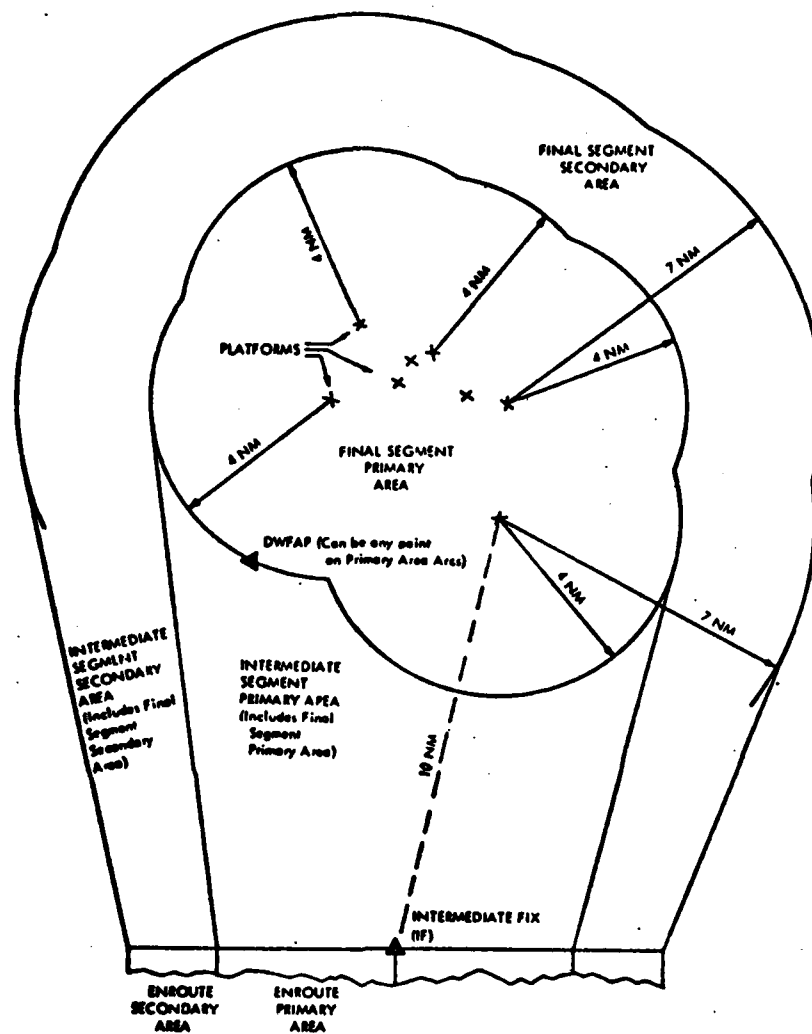 FINAL SEGMENT
SECONDARY
AREA
4 NM
4 NM
7 NM
4 NM
PLATFORMS
4 NM
FINAL SEGMENT
PRIMARY
AREA
DWFAP (Can be any point
on Primary Area Arcs)
4 NM
7 NM
INTERMEDIATE
SEGMENT
SECONDARY
AREA
(Includes Final
Segment
Secondary
Area)
INTERMEDIATE
SEGMENT
PRIMARY AREA
(Includes Final
Segment
Primary Area)
10 NM
INTERMEDIATE FIX
(IF)
ENROUTE
SECONDARY
AREA
ENROUTE
PRIMARY
AREA